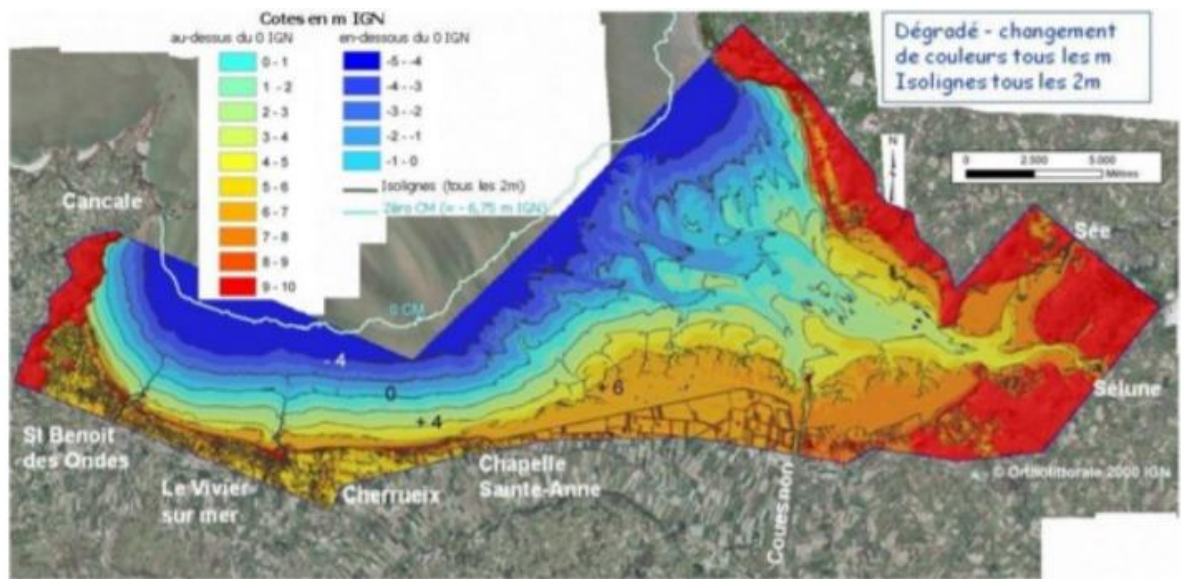 Cotes en m IGN
au-dessus du 0 IGN
en-dessous du 0 IGN
0 - 1
1 - 2
2 - 3
3 - 4
4 - 5
5 - 6
6 - 7
7 - 8
8 - 9
9 - 10
-5 - -4
-4 - -3
-3 - -2
-2 - -1
-1 - 0
Isolignes (tous les 2m)
Zéro CM (= - 6,75 m IGN)
Dégradé - changement
de couleurs tous les m
Isolignes tous les 2m
N
0 2.500 5.000
Mètres
Cancale
Sée
0 CM
- 4
0
+ 6
+ 4
Sélune
St Benoit
des Ondes
Le Vivier
sur mer
Cherrueix
Chapelle
Sainte-Anne
Couesnon
© Ortholittorale 2000 IGN